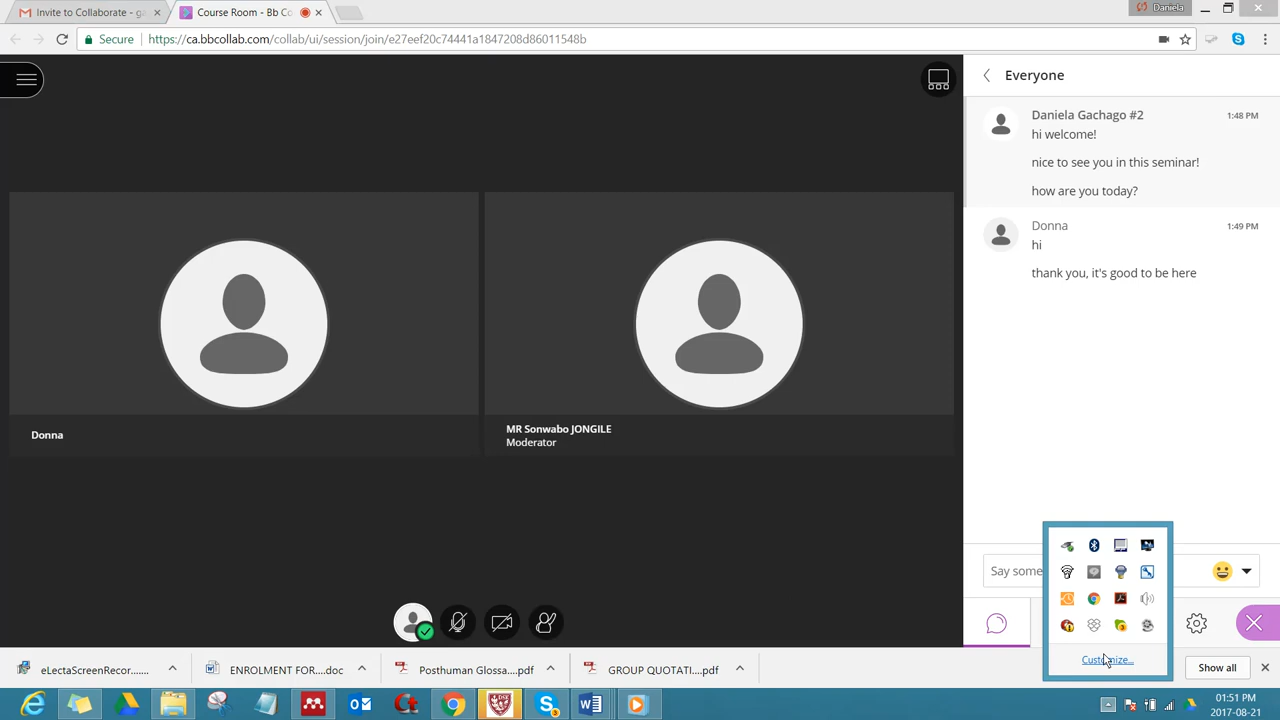 Invite to Collaborate - ga
Course Room - Bb Co
Daniela
Secure
https://ca.bbcollab.com/collab/ui/session/join/e27eef20c74441a1847208d86011548b
Everyone
Daniela Gachago #2
1:48 PM
hi welcome!
nice to see you in this seminar!
how are you today?
Donna
1:49 PM
hi
thank you, it's good to be here
Donna
MR Sonwabo JONGILE
Moderator
Say some
Customize...
eLectaScreenRecor......
ENROLMENT FOR....doc
Posthuman Glossa....pdf
GROUP QUOTATI....pdf
Show all
01:51 PM
2017-08-21